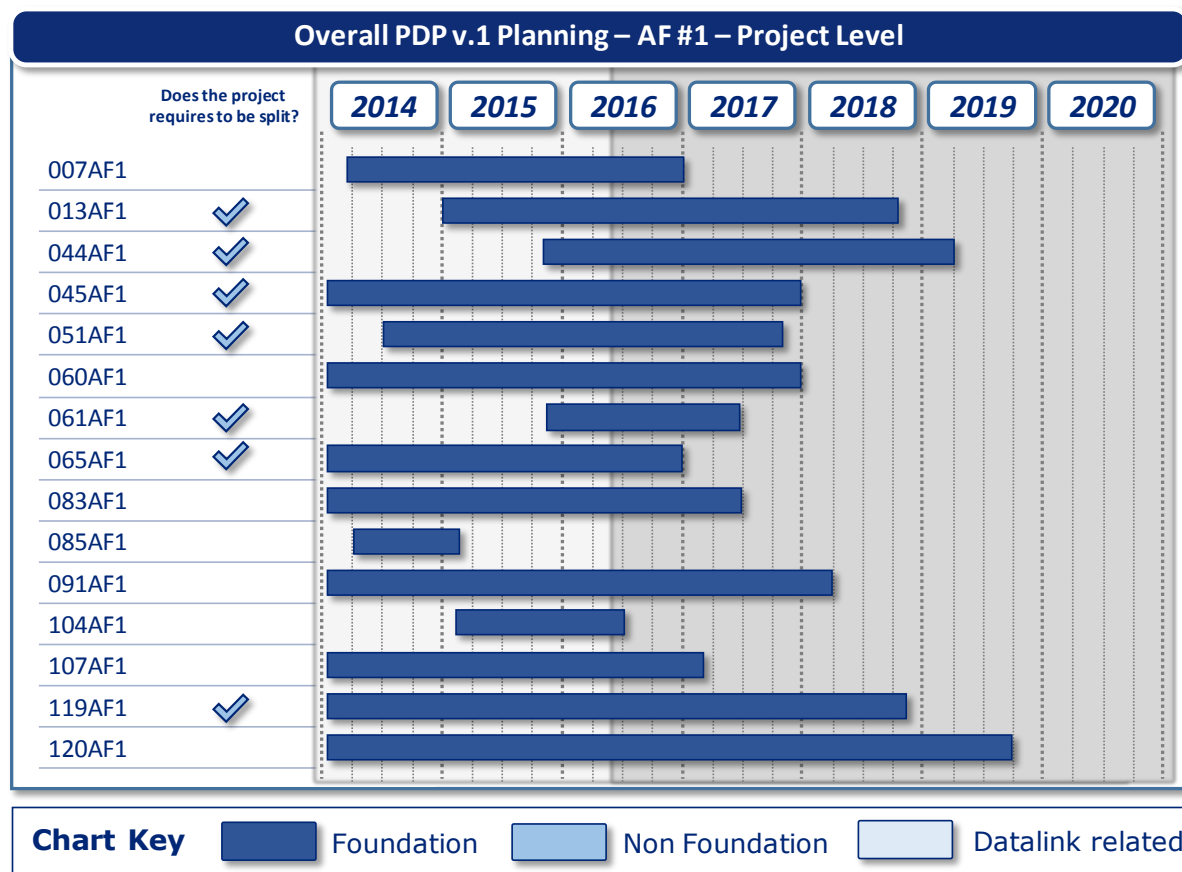 Overall PDP v.1 Planning – AF #1 – Project Level
Does the project
requires to be split?
2014 2015 2016 2017 2018 2019 2020
007AF1
013AF1
044AF1
045AF1
051AF1
060AF1
061AF1
065AF1
083AF1
085AF1
091AF1
104AF1
107AF1
119AF1
120AF1
Chart Key Foundation Non Foundation Datalink related